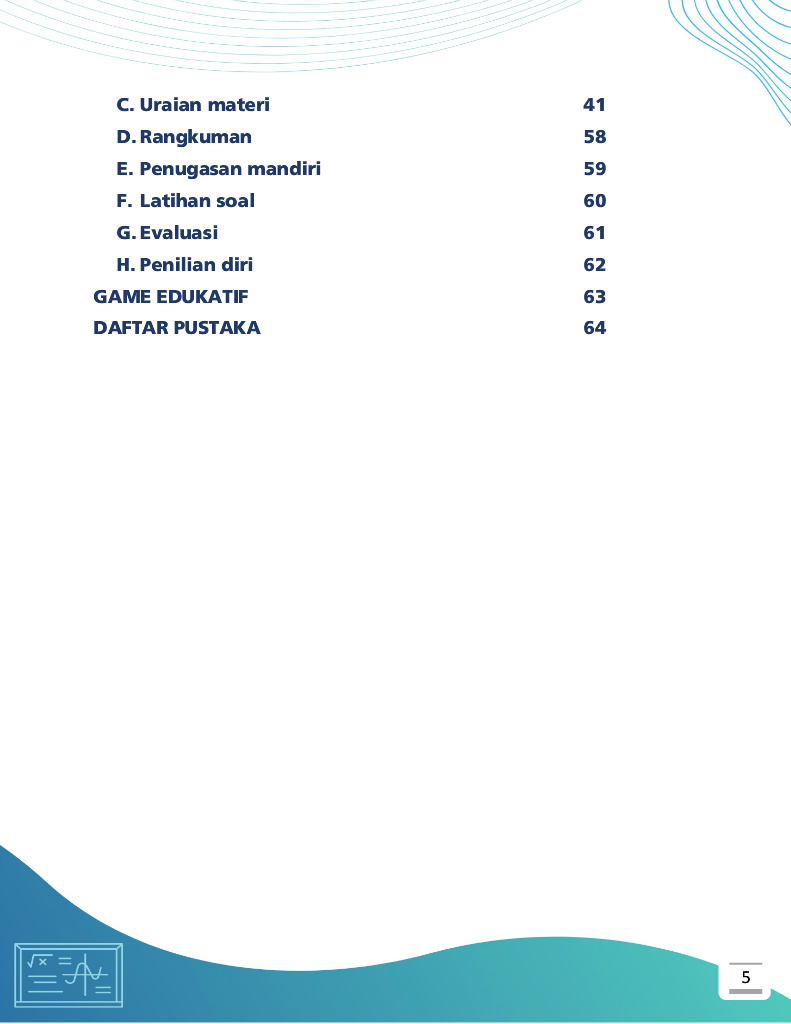 C. Uraian materi 41
D. Rangkuman 58
E. Penugasan mandiri 59
F. Latihan soal 60
G. Evaluasi 61
H. Penilian diri 62
GAME EDUKATIF 63
DAFTAR PUSTAKA 64
√x
5